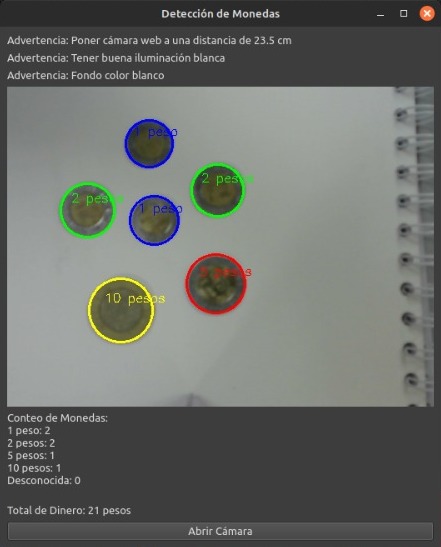 Detección de Monedas
Advertencia: Poner cámara web a una distancia de 23.5 cm
Advertencia: Tener buena iluminación blanca
Advertencia: Fondo color blanco
1 peso
2 pesos
2 pesos
1 peso
5 pesos
10 pesos
Conteo de Monedas:
1 peso: 2
2 pesos: 2
5 pesos: 1
10 pesos: 1
Desconocida: 0
Total de Dinero: 21 pesos
Abrir Cámara